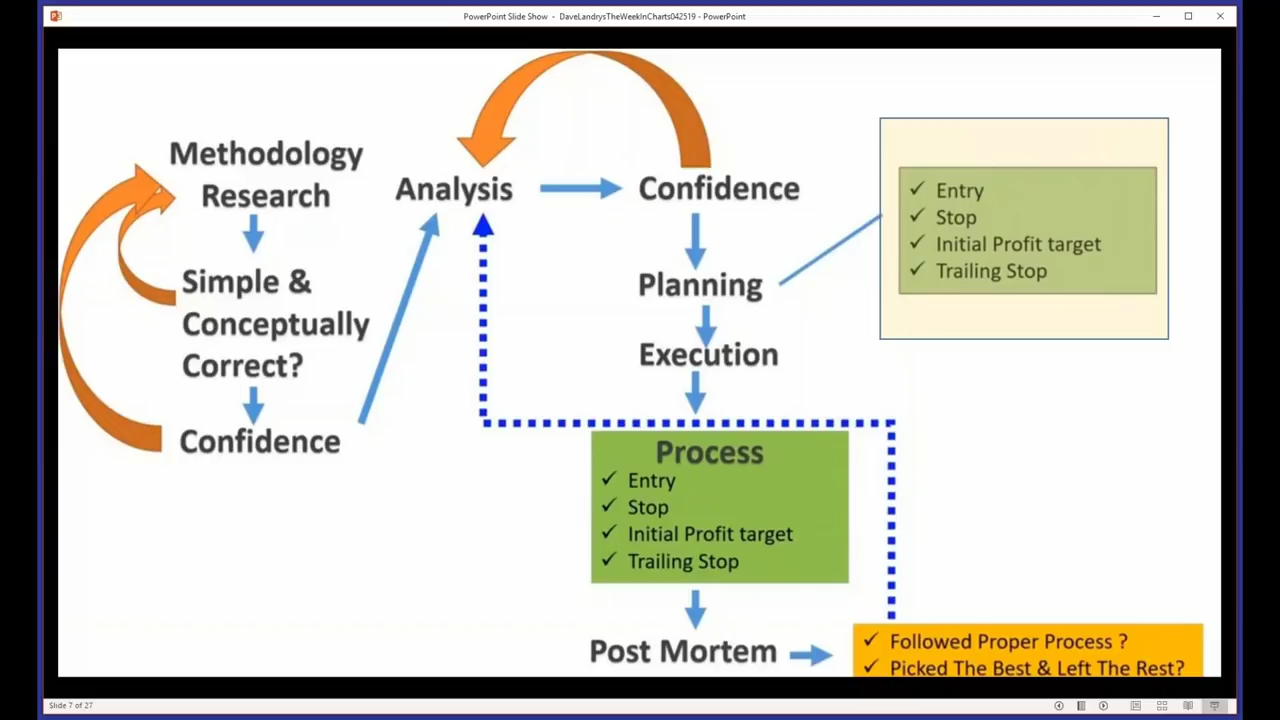 PowerPoint Slide Show - DaveLandrysTheWeekInCharts042519 - PowerPoint
Methodology
Research
Simple &
Conceptually
Correct?
Confidence
Analysis
Confidence
Planning
Execution
✓ Entry
✓ Stop
✓ Initial Profit target
✓ Trailing Stop
Process
✓ Entry
✓ Stop
✓ Initial Profit target
✓ Trailing Stop
Post Mortem
✓ Followed Proper Process ?
✓ Picked The Best & Left The Rest?
Slide 7 of 27